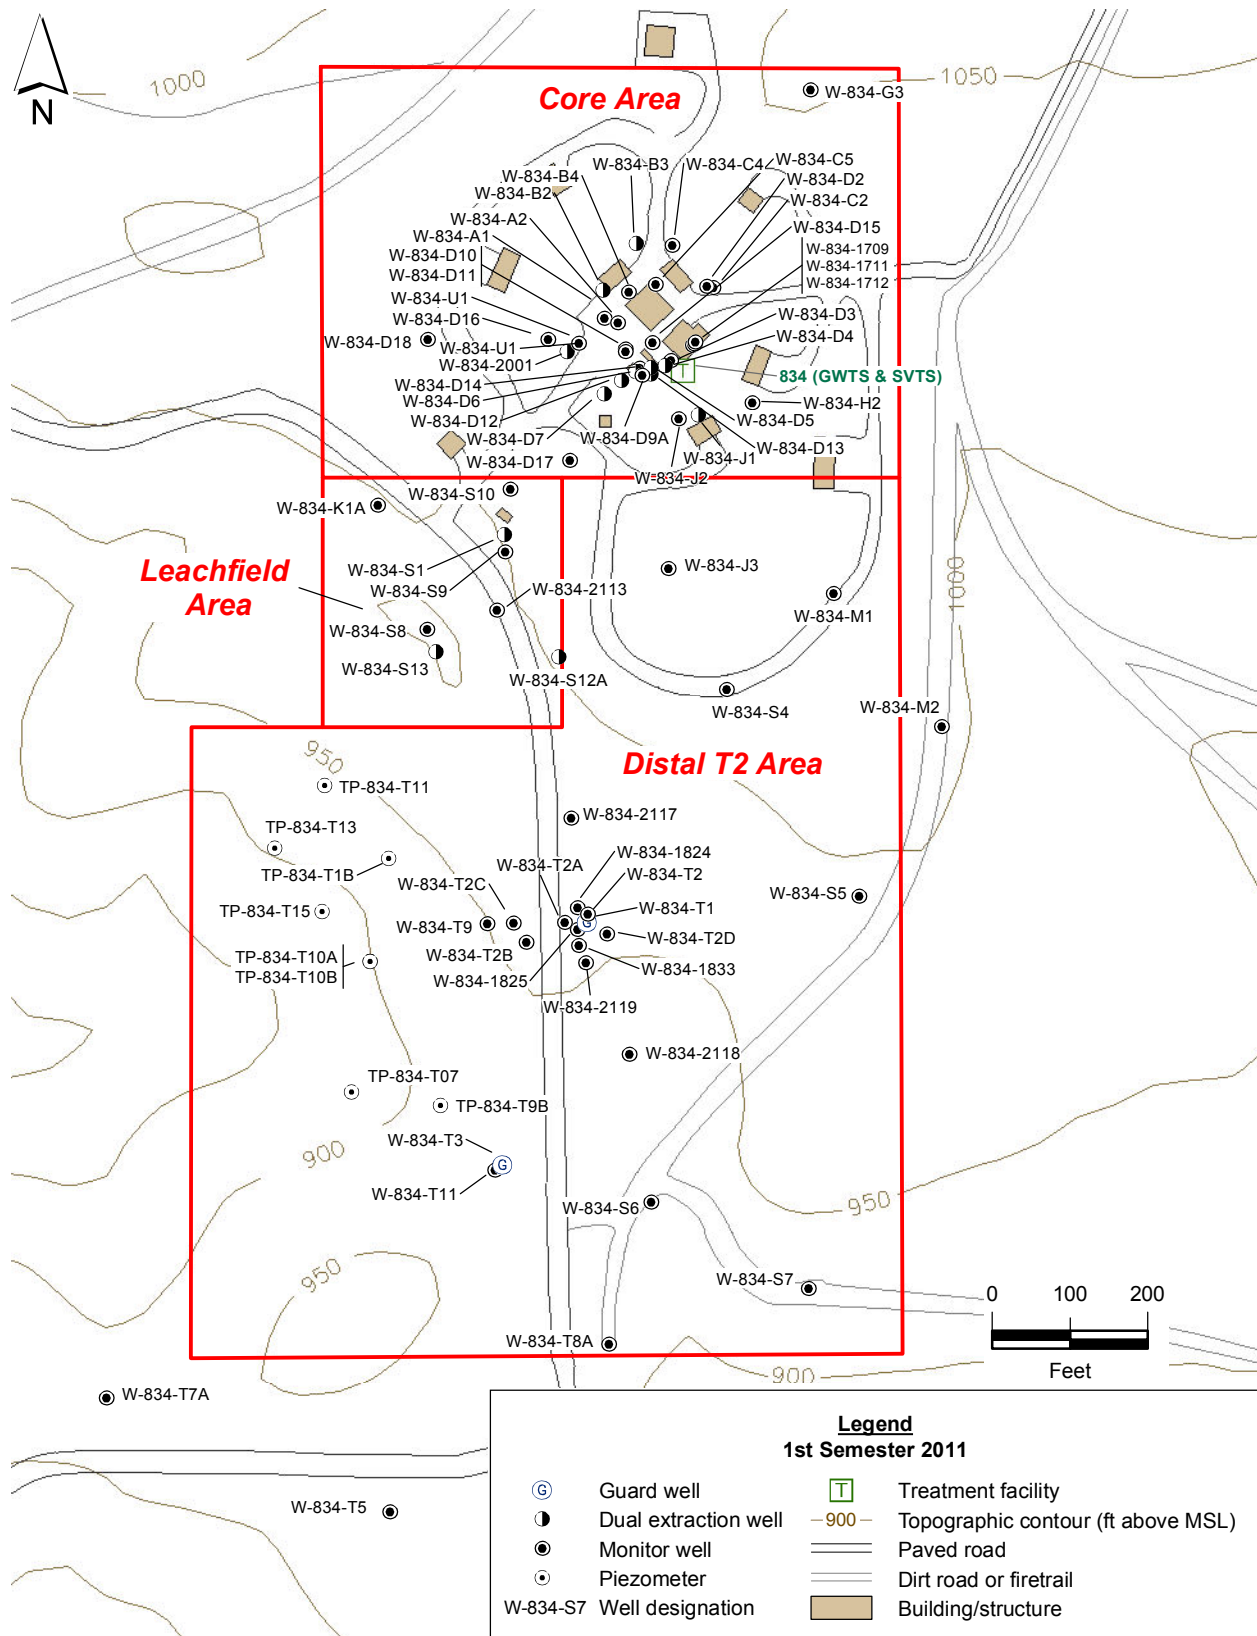 1000
1050
N
Core Area
W-834-G3
W-834-B3
W-834-C4
W-834-C5
W-834-B4
W-834-D2
W-834-B2
W-834-C2
W-834-A2
W-834-D15
W-834-A1
W-834-1709
W-834-D10
W-834-1711
W-834-D11
W-834-1712
W-834-U1
W-834-D16
W-834-D3
W-834-D18
W-834-U1
W-834-D4
W-834-2001
T
834 (GWTS & SVTS)
W-834-D14
W-834-D6
W-834-H2
W-834-D12
W-834-D5
W-834-D7
W-834-D9A
W-834-D13
W-834-D17
W-834-J1
W-834-J2
W-834-S10
W-834-K1A
Leachfield
Area
W-834-S1
W-834-S9
W-834-J3
1000
W-834-2113
W-834-M1
W-834-S8
W-834-S13
W-834-S12A
W-834-S4
W-834-M2
950
Distal T2 Area
TP-834-T11
W-834-2117
TP-834-T13
W-834-1824
W-834-T2A
W-834-T2
TP-834-T1B
W-834-T2C
W-834-S5
TP-834-T15
W-834-T1
W-834-T9
G
W-834-T2D
W-834-T2B
TP-834-T10A
W-834-1833
TP-834-T10B
W-834-1825
W-834-2119
W-834-2118
TP-834-T07
TP-834-T9B
W-834-T3
900
G
W-834-T11
W-834-S6
950
950
W-834-S7
0 100 200
Feet
W-834-T8A
900
W-834-T7A
W-834-T5
Legend
1st Semester 2011
G Guard well
T Treatment facility
Dual extraction well
900 Topographic contour (ft above MSL)
Monitor well
Paved road
Piezometer
Dirt road or firetrail
W-834-S7 Well designation
Building/structure